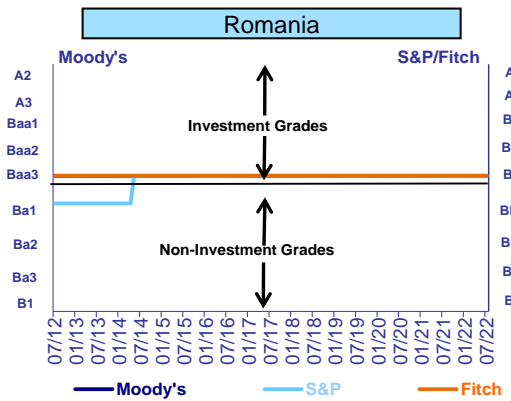 Romania
Moody's S&P/Fitch
A2
A3
Baa1
Baa2
Baa3
Ba1
Ba2
Ba3
B1
Investment Grades
Non-Investment Grades
07/12 01/13 07/13 01/14 07/14 01/15 07/15 01/16 07/16 01/17 07/17 01/18 07/18 01/19 07/19 01/20 07/20 01/21 07/21 01/22 07/22
Moody's S&P Fitch